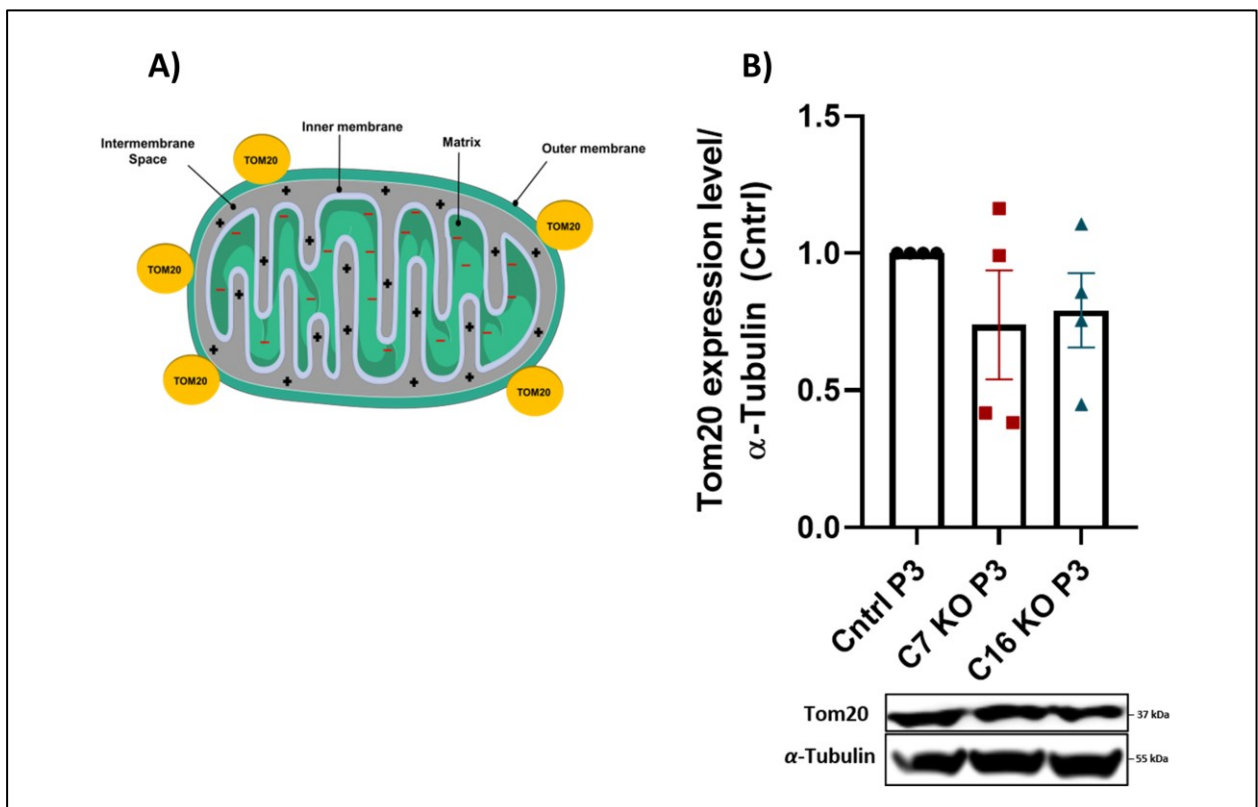 A)
Inner membrane
Intermembrane
Space
Matrix
Outer membrane
TOM20
TOM20
TOM20
TOM20
TOM20
B)
Tom20 expression level/
α-Tubulin (Cntrl)
1.5
1.0
0.5
0.0
Cntrl P3
C7 KO P3
C16 KO P3
Tom20
37 kDa
α-Tubulin
55 kDa